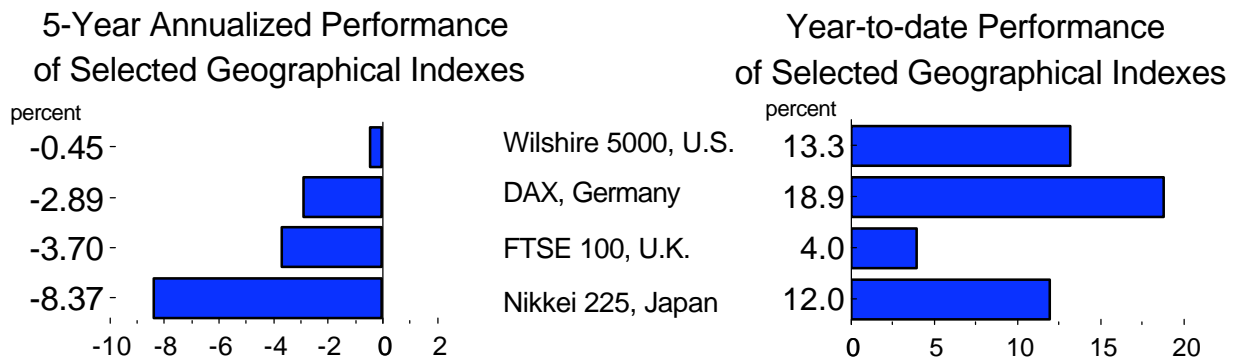 5-Year Annualized Performance
of Selected Geographical Indexes
percent
-0.45
-2.89
-3.70
-8.37
-10 -8 -6 -4 -2 0 2
Wilshire 5000, U.S.
DAX, Germany
FTSE 100, U.K.
Nikkei 225, Japan
Year-to-date Performance
of Selected Geographical Indexes
percent
13.3
18.9
4.0
12.0
0 5 10 15 20